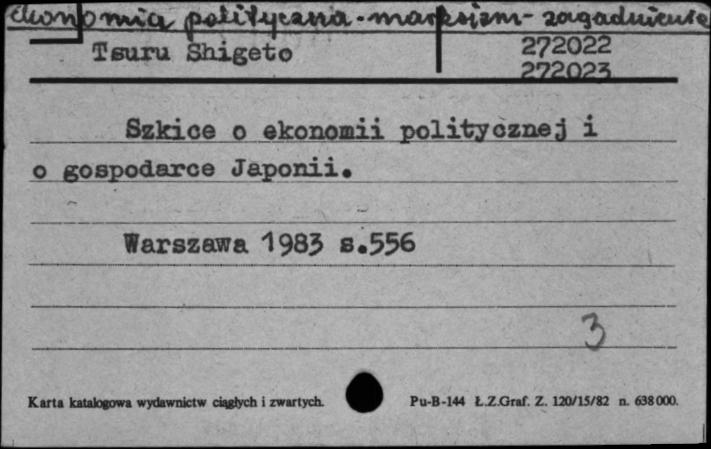 ekonomia polityczna - marksizm - zagadnienie
Tsuru Shigeto 272022
272023
Szkice o ekonomii politycznej i
o gospodarce Japonii.
Warszawa 1983 s.556
3
Karta katalogowa wydawnictw ciągłych i zwartych. Pu-B-144 Ł.Z.Graf. Z. 120/15/82 n. 638000.